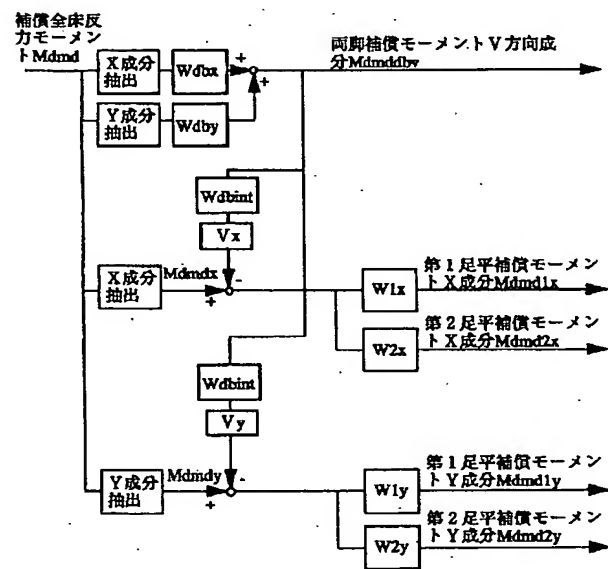 補償全床反
力モーメン
トMdmd
X成分
抽出
Wdbx
+
+
両脚補償モーメントV方向成
分Mdmddbv
Y成分
抽出
Wdby
Wdbint
Vx
X成分
抽出
Mdmdx
-
+
W1x
第1足平補償モーメン
トX成分Mdmd1x
W2x
第2足平補償モーメン
トX成分Mdmd2x
Wdbint
Vy
Y成分
抽出
Mdmdy
-
+
W1y
第1足平補償モーメン
トY成分Mdmd1y
W2y
第2足平補償モーメン
トY成分Mdmd2y